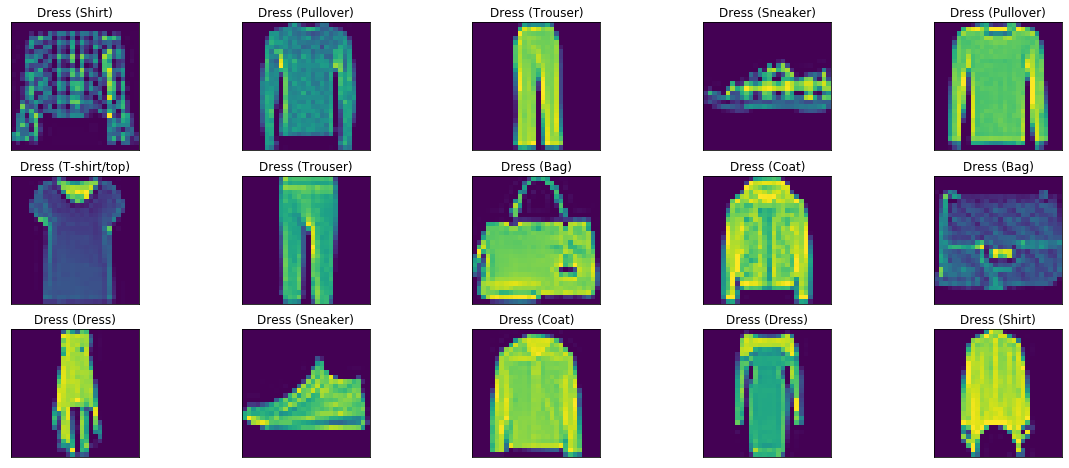 Dress (Shirt)
Dress (Pullover)
Dress (Trouser)
Dress (Sneaker)
Dress (Pullover)
Dress (T-shirt/top)
Dress (Trouser)
Dress (Bag)
Dress (Coat)
Dress (Bag)
Dress (Dress)
Dress (Sneaker)
Dress (Coat)
Dress (Dress)
Dress (Shirt)